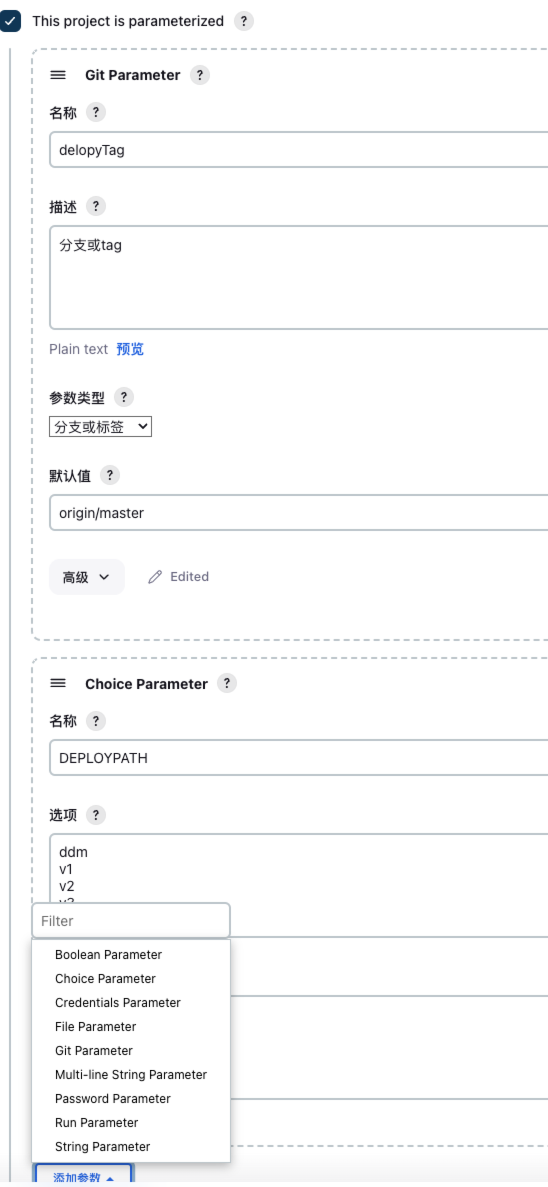 This project is parameterized ?
Git Parameter ?
名称 ?
delopyTag
描述 ?
分支或tag
Plain text 预览
参数类型 ?
分支或标签
默认值 ?
origin/master
高级 Edited
Choice Parameter ?
名称 ?
DEPLOYPATH
选项 ?
ddm
v1
v2
Filter
Boolean Parameter
Choice Parameter
Credentials Parameter
File Parameter
Git Parameter
Multi-line String Parameter
Password Parameter
Run Parameter
String Parameter
添加参数